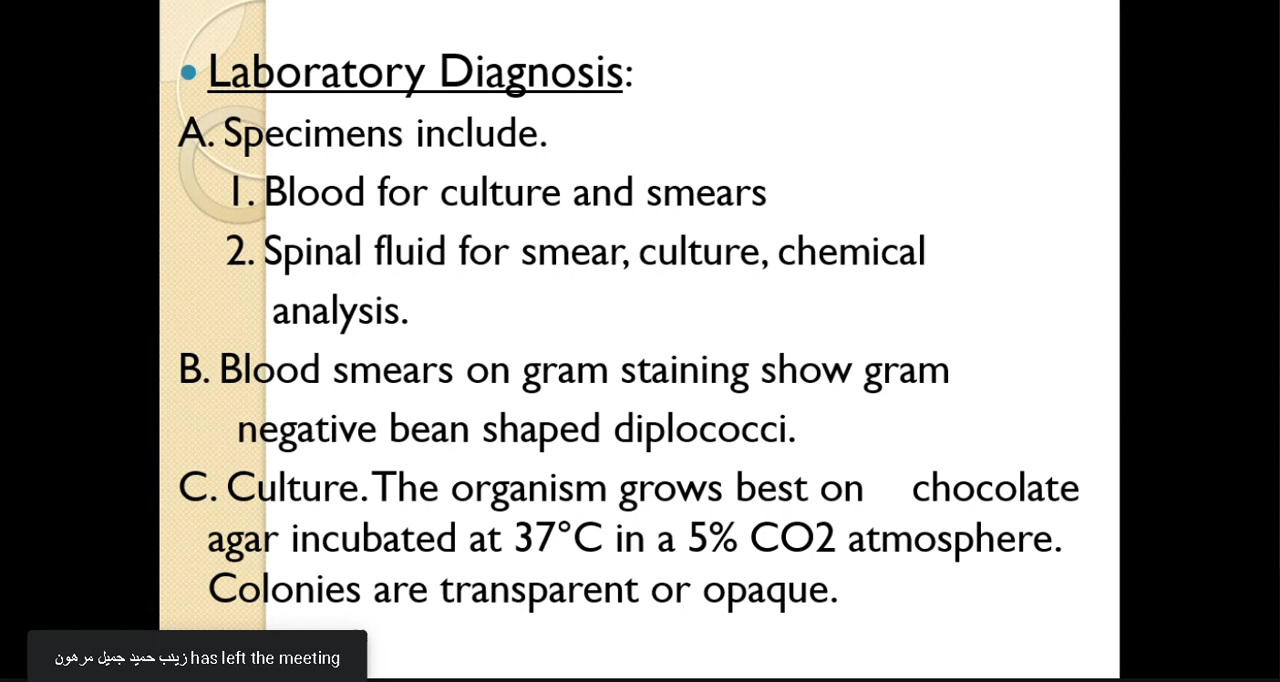 • Laboratory Diagnosis:
A. Specimens include.
1. Blood for culture and smears
2. Spinal fluid for smear, culture, chemical
analysis.
B. Blood smears on gram staining show gram
negative bean shaped diplococci.
C. Culture. The organism grows best on chocolate
agar incubated at 37°C in a 5% CO2 atmosphere.
Colonies are transparent or opaque.
زينب حميد جميل مرهون has left the meeting